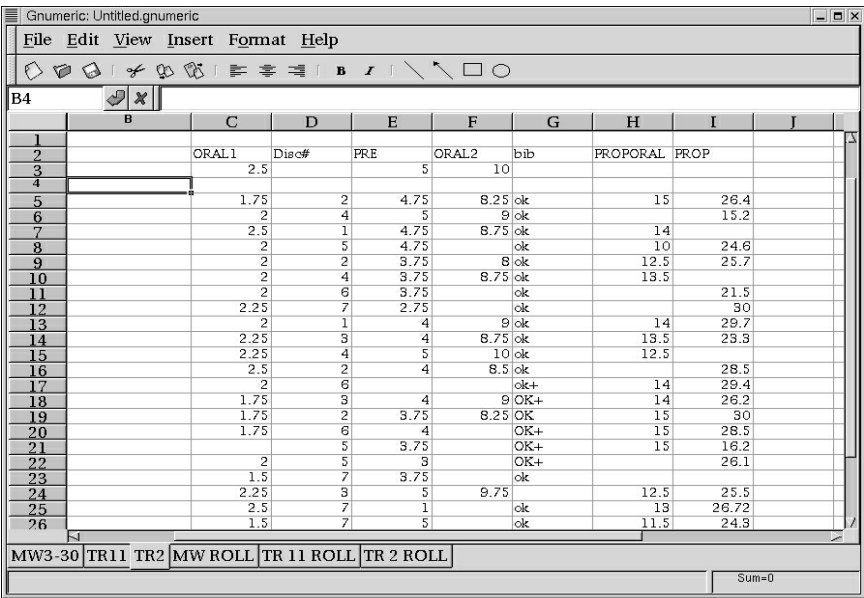 Gnumeric: Untitled.gnumeric
File Edit View Insert Format Help
B I
B4
B C D E F G H I J
1
2 ORAL1 Disc# PRE ORAL2 bib PROPORAL PROP
3 2.5 5 10
4
5 1.75 2 4.75 8.25 ok 15 26.4
6 2 4 5 9 ok 15.2
7 2.5 1 4.75 8.75 ok 14
8 2 5 4.75 ok 10 24.6
9 2 2 3.75 8 ok 12.5 25.7
10 2 4 3.75 8.75 ok 13.5
11 2 6 3.75 ok 21.5
12 2.25 7 2.75 ok 30
13 2 1 4 9 ok 14 29.7
14 2.25 3 4 8.75 ok 13.5 23.3
15 2.25 4 5 10 ok 12.5
16 2.5 2 4 8.5 ok 28.5
17 2 6 ok+ 14 29.4
18 1.75 3 4 9 OK+ 14 26.2
19 1.75 2 3.75 8.25 OK 15 30
20 1.75 6 4 OK+ 15 28.5
21 5 3.75 OK+ 15 16.2
22 2 5 3 OK+ 26.1
23 1.5 7 3.75 ok
24 2.25 3 5 9.75 12.5 25.5
25 2.5 7 1 ok 13 26.72
26 1.5 7 5 ok 11.5 24.3
MW3-30 TR11 TR2 MW ROLL TR 11 ROLL TR 2 ROLL
Sum=0